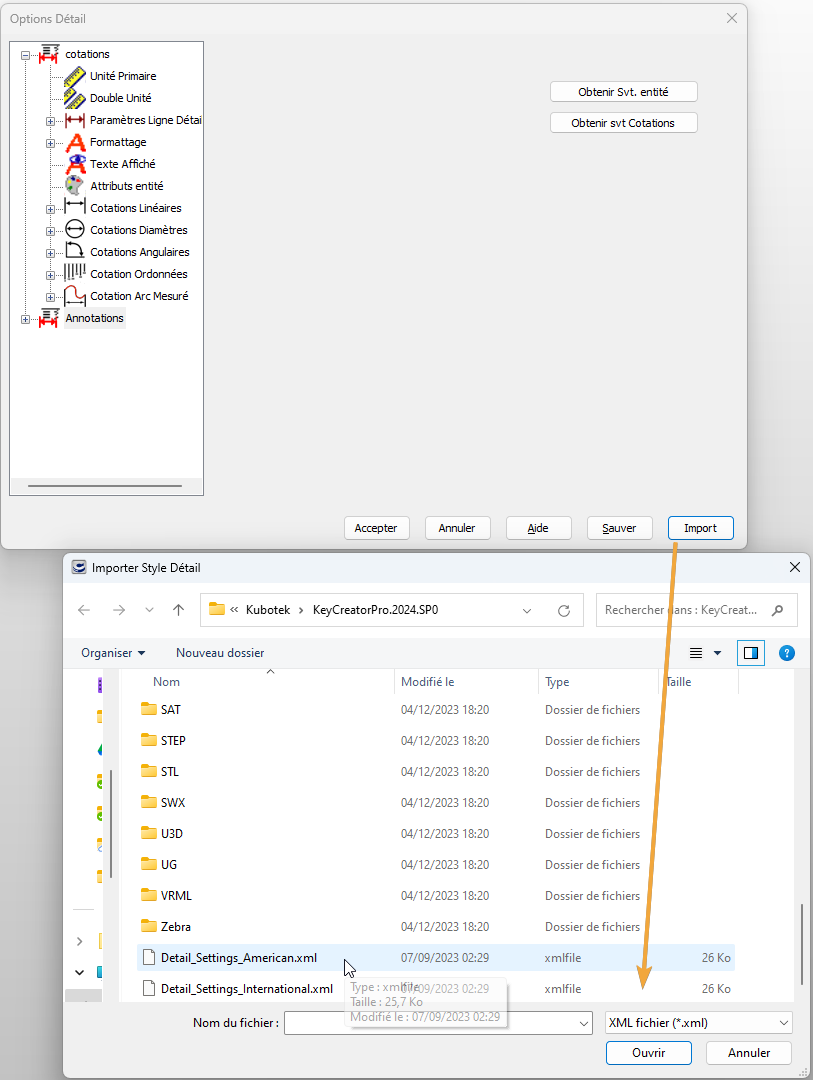 Options Détail
cotations
Unité Primaire
Double Unité
Paramètres Ligne Détai
Formattage
Texte Affiché
Attributs entité
Cotations Linéaires
Cotations Diamètres
Cotations Angulaires
Cotation Ordonnées
Cotation Arc Mesuré
Annotations
Obtenir Svt. entité
Obtenir svt Cotations
Accepter Annuler Aide Sauver Import
Importer Style Détail
« Kubotek › KeyCreatorPro.2024.SP0 Rechercher dans : KeyCreat...
Organiser Nouveau dossier
Nom Modifié le Type Taille
SAT 04/12/2023 18:20 Dossier de fichiers
STEP 04/12/2023 18:20 Dossier de fichiers
STL 04/12/2023 18:20 Dossier de fichiers
SWX 04/12/2023 18:20 Dossier de fichiers
U3D 04/12/2023 18:20 Dossier de fichiers
UG 04/12/2023 18:20 Dossier de fichiers
VRML 04/12/2023 18:20 Dossier de fichiers
Zebra 04/12/2023 18:20 Dossier de fichiers
Detail_Settings_American.xml 07/09/2023 02:29 xmlfile 26 Ko
Detail_Settings_International.xml 07/09/2023 02:29 xmlfile 26 Ko
Type : xmlfile
Taille : 25,7 Ko
Modifié le : 07/09/2023 02:29
Nom du fichier : XML fichier (*.xml)
Ouvrir Annuler